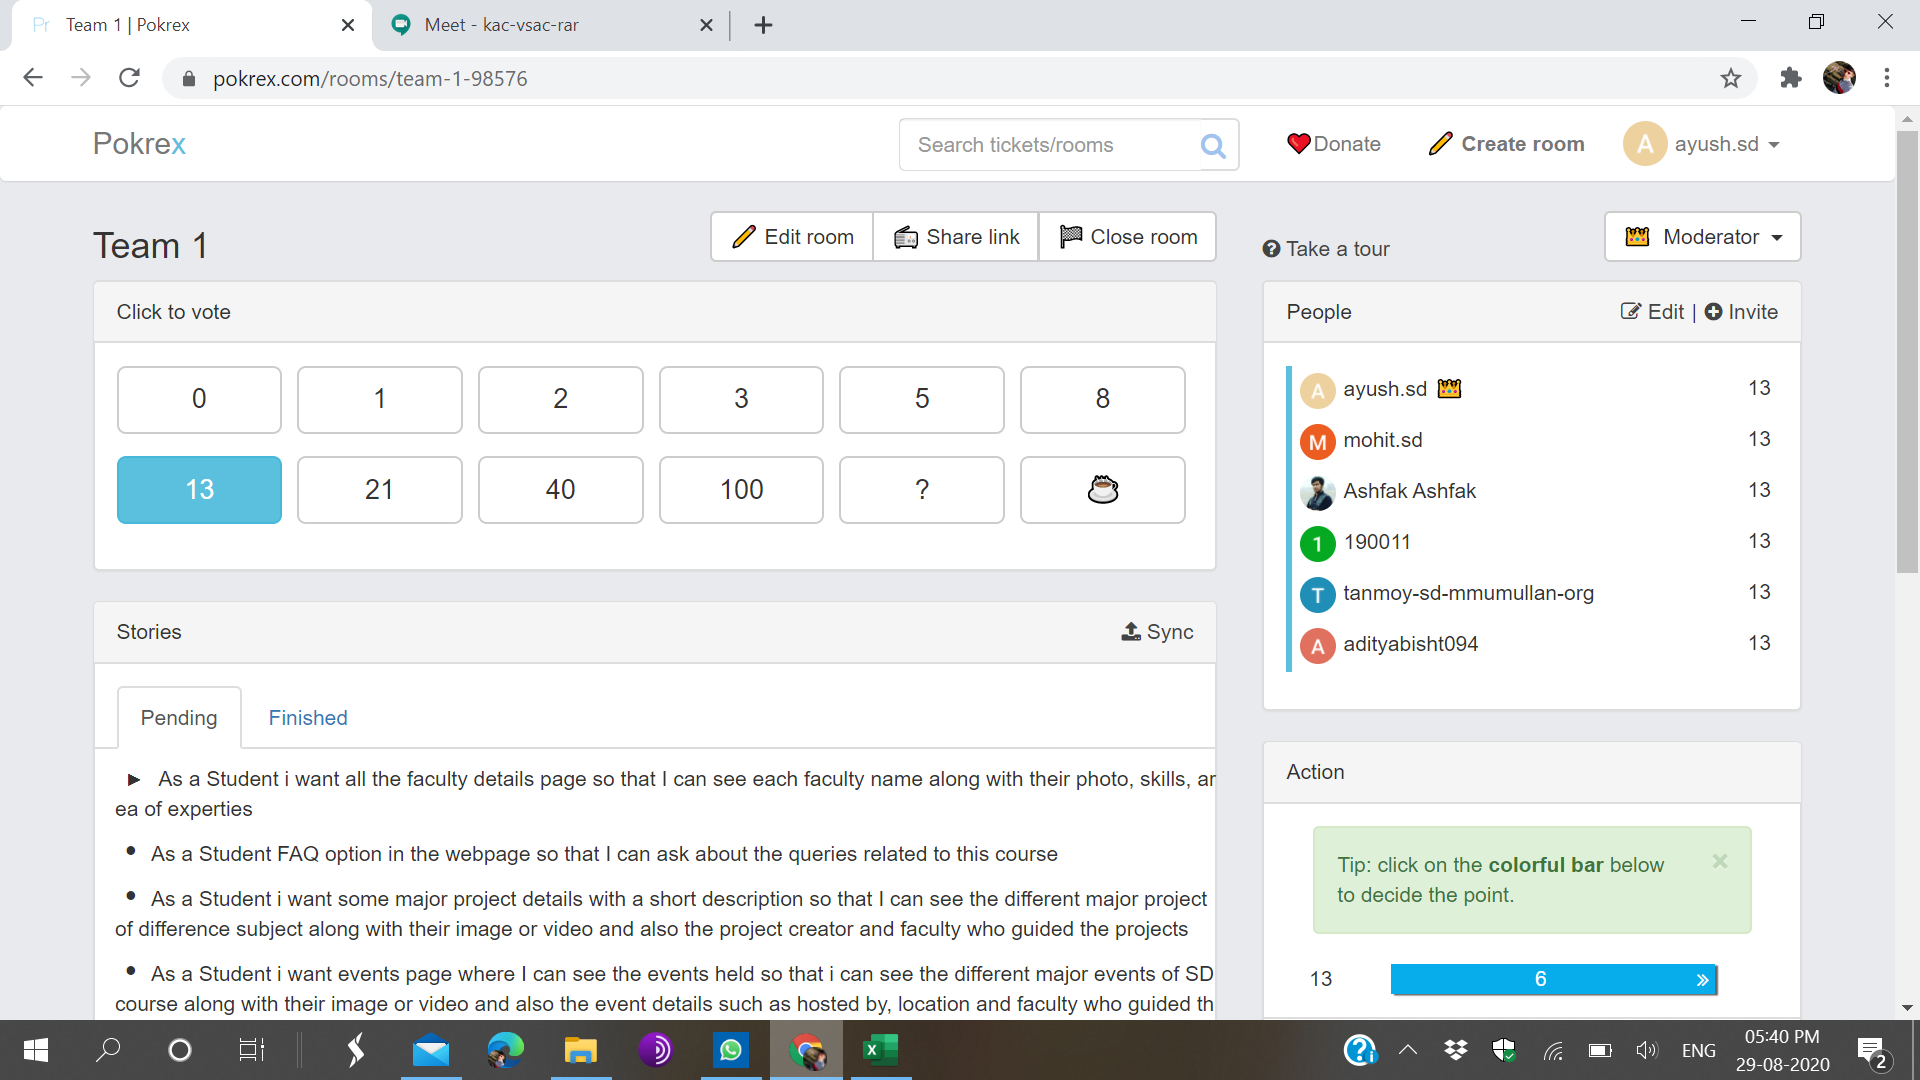 Pr Team 1 | Pokrex
Meet - kac-vsac-rar
pokrex.com/rooms/team-1-98576
Pokrex
Search tickets/rooms
Donate
Create room
A ayush.sd
Team 1
Edit room
Share link
Close room
Take a tour
Moderator
Click to vote
0 1 2 3 5 8
13 21 40 100 ?
People
Edit | Invite
A ayush.sd 13
M mohit.sd 13
Ashfak Ashfak 13
1 190011 13
T tanmoy-sd-mmumullan-org 13
A adityabisht094 13
Stories
Sync
Pending
Finished
As a Student i want all the faculty details page so that I can see each faculty name along with their photo, skills, ar
ea of experties
As a Student FAQ option in the webpage so that I can ask about the queries related to this course
As a Student i want some major project details with a short description so that I can see the different major project
of difference subject along with their image or video and also the project creator and faculty who guided the projects
As a Student i want events page where I can see the events held so that i can see the different major events of SD
course along with their image or video and also the event details such as hosted by, location and faculty who guided th
Action
Tip: click on the colorful bar below
to decide the point.
13 6
ENG
05:40 PM
29-08-2020
2